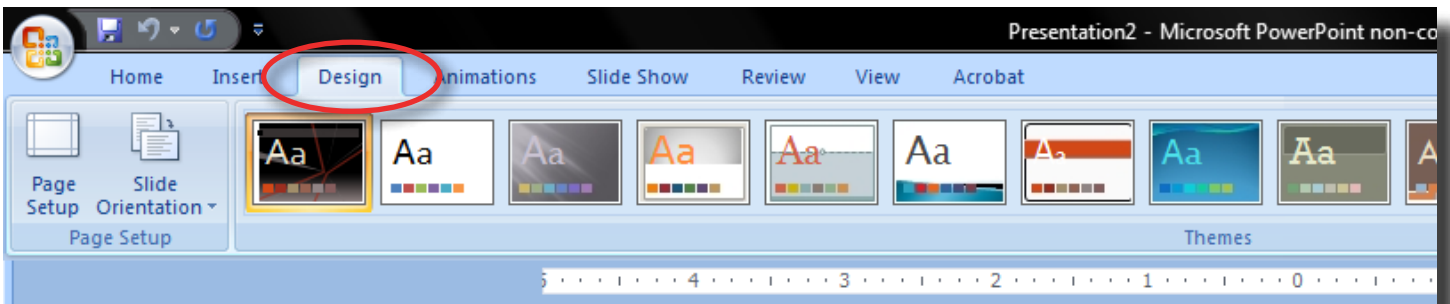 Presentation2 - Microsoft PowerPoint non-co
Home Insert Design Animations Slide Show Review View Acrobat
Aa Aa Aa Aa Aa Aa Aa Aa Aa A
Page Setup
Slide Orientation
Page Setup Themes
5 4 3 2 1 0